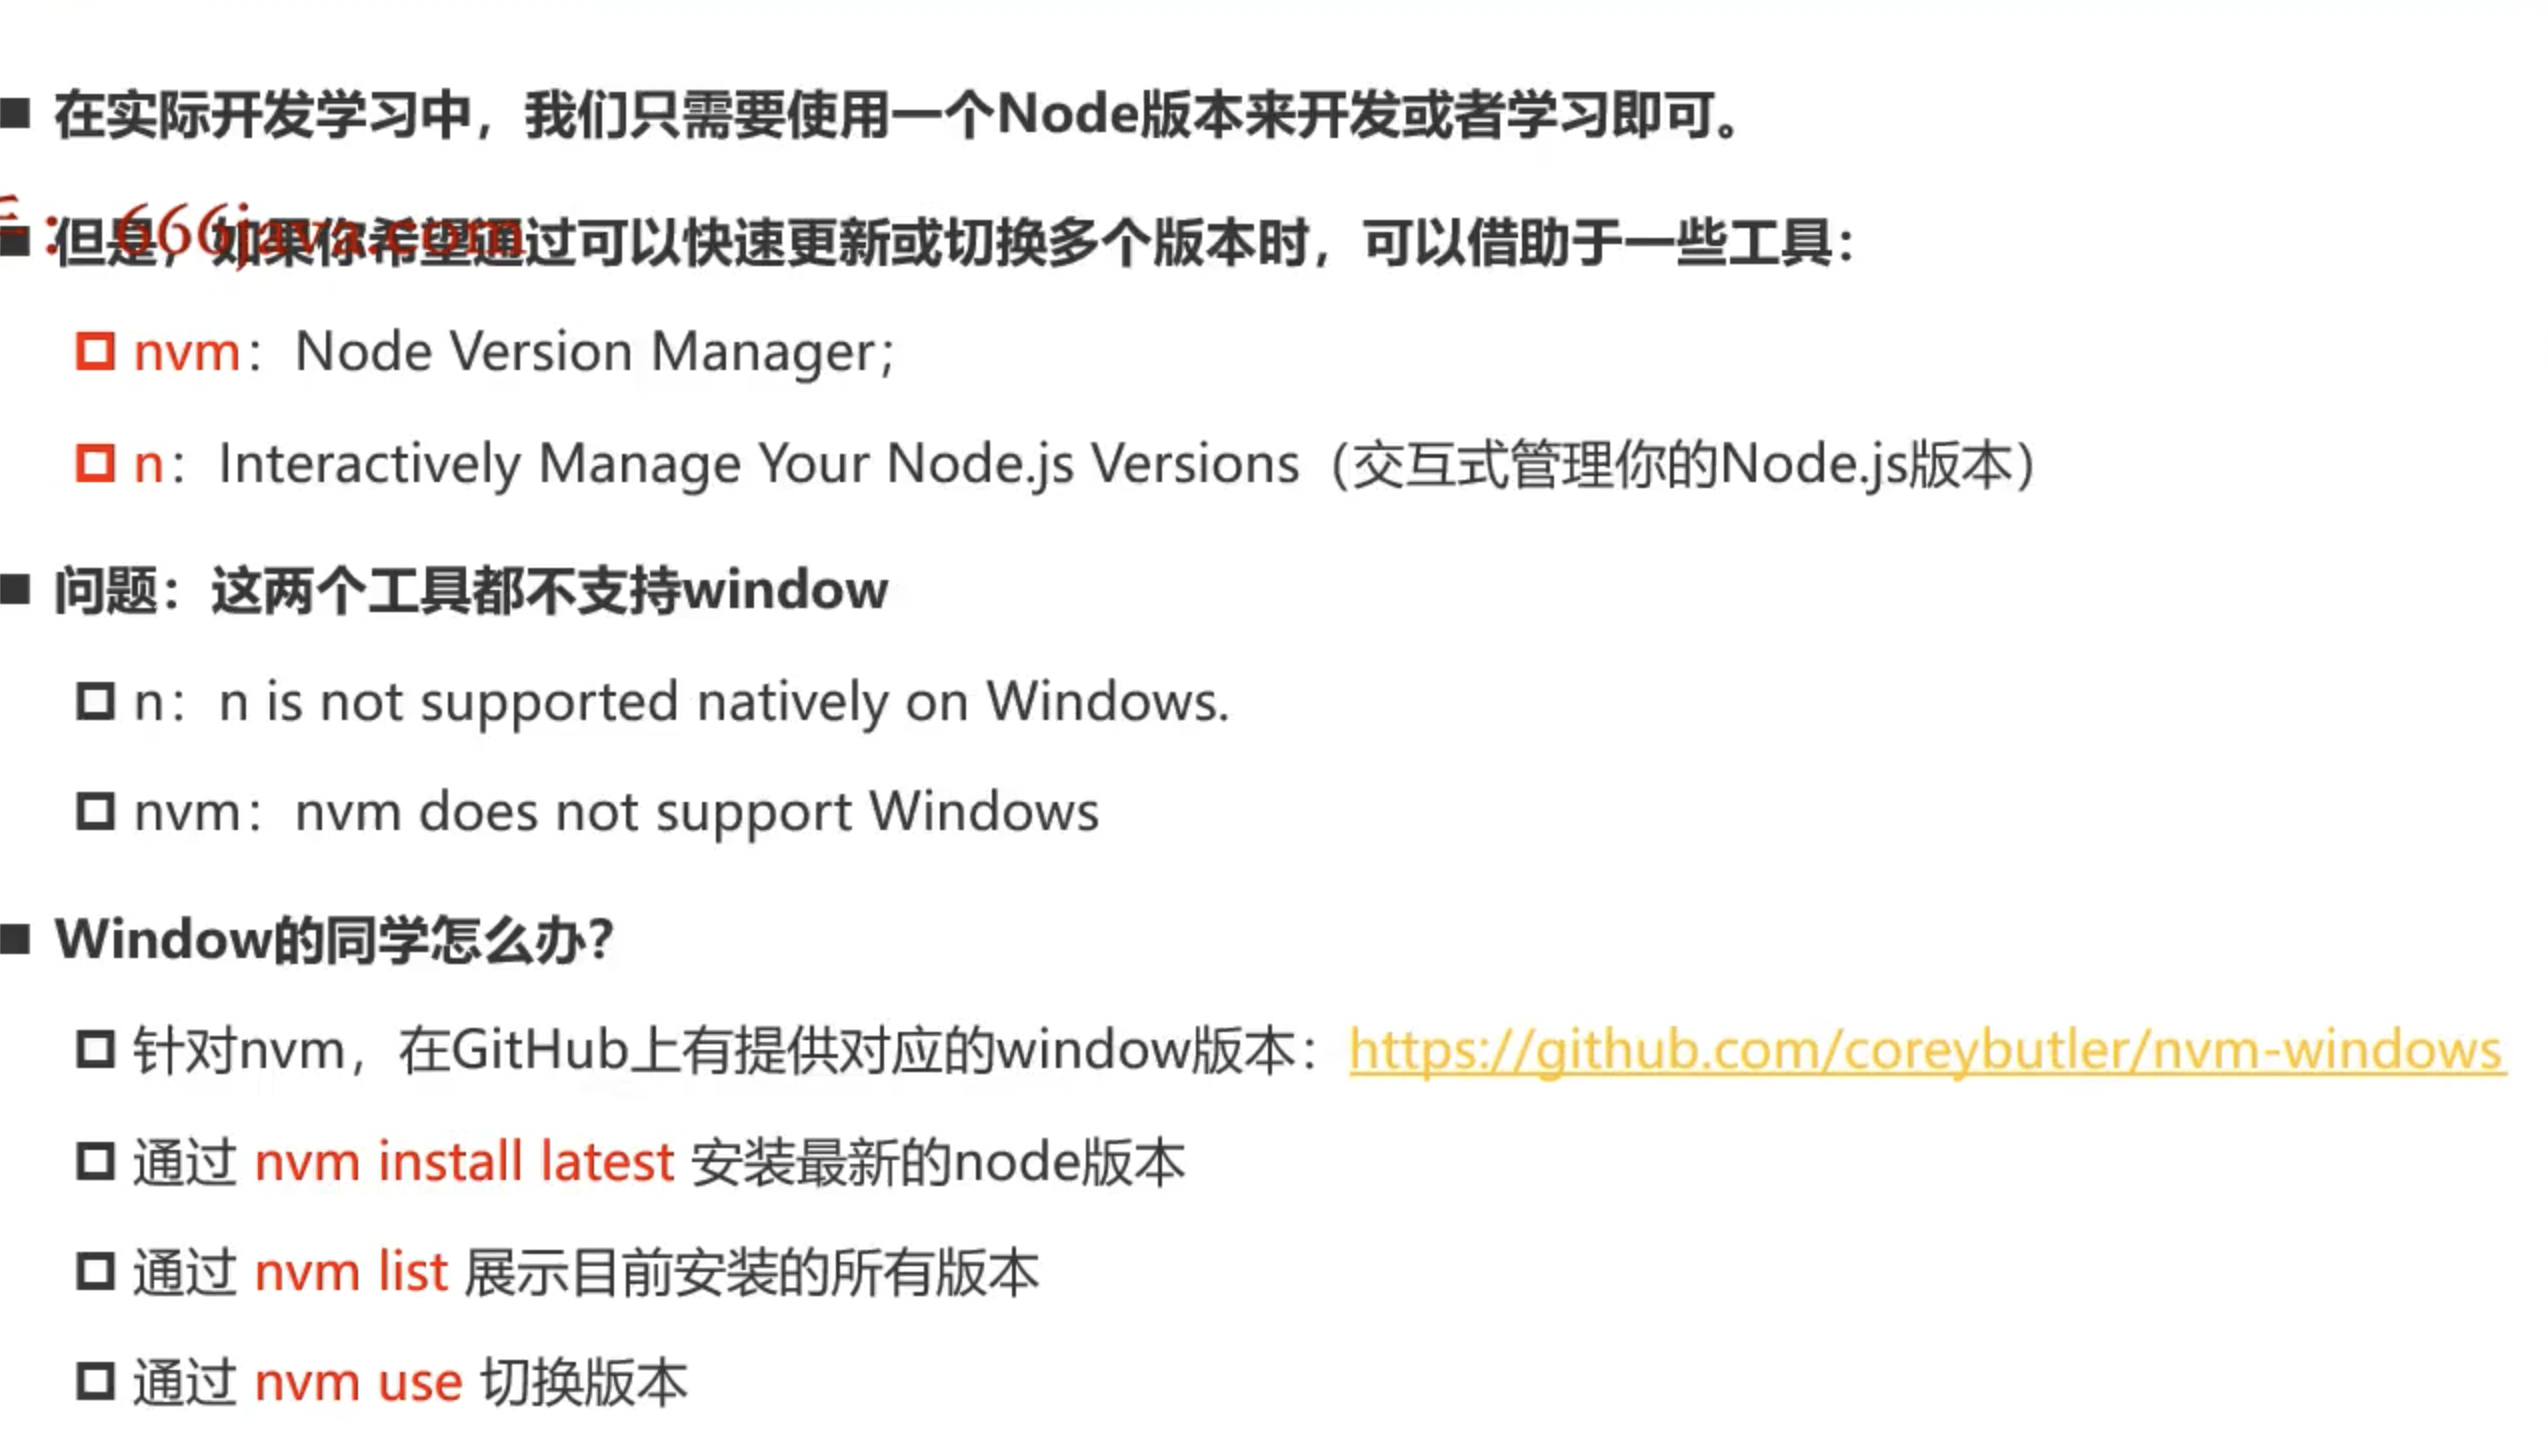 在实际开发学习中，我们只需要使用一个Node版本来开发或者学习即可。
666java.com
但是，如果你希望通过可以快速更新或切换多个版本时，可以借助于一些工具：
nvm：Node Version Manager；
n：Interactively Manage Your Node.js Versions（交互式管理你的Node.js版本）
问题：这两个工具都不支持window
n：n is not supported natively on Windows.
nvm：nvm does not support Windows
Window的同学怎么办？
针对nvm，在GitHub上有提供对应的window版本：https://github.com/coreybutler/nvm-windows
通过 nvm install latest 安装最新的node版本
通过 nvm list 展示目前安装的所有版本
通过 nvm use 切换版本